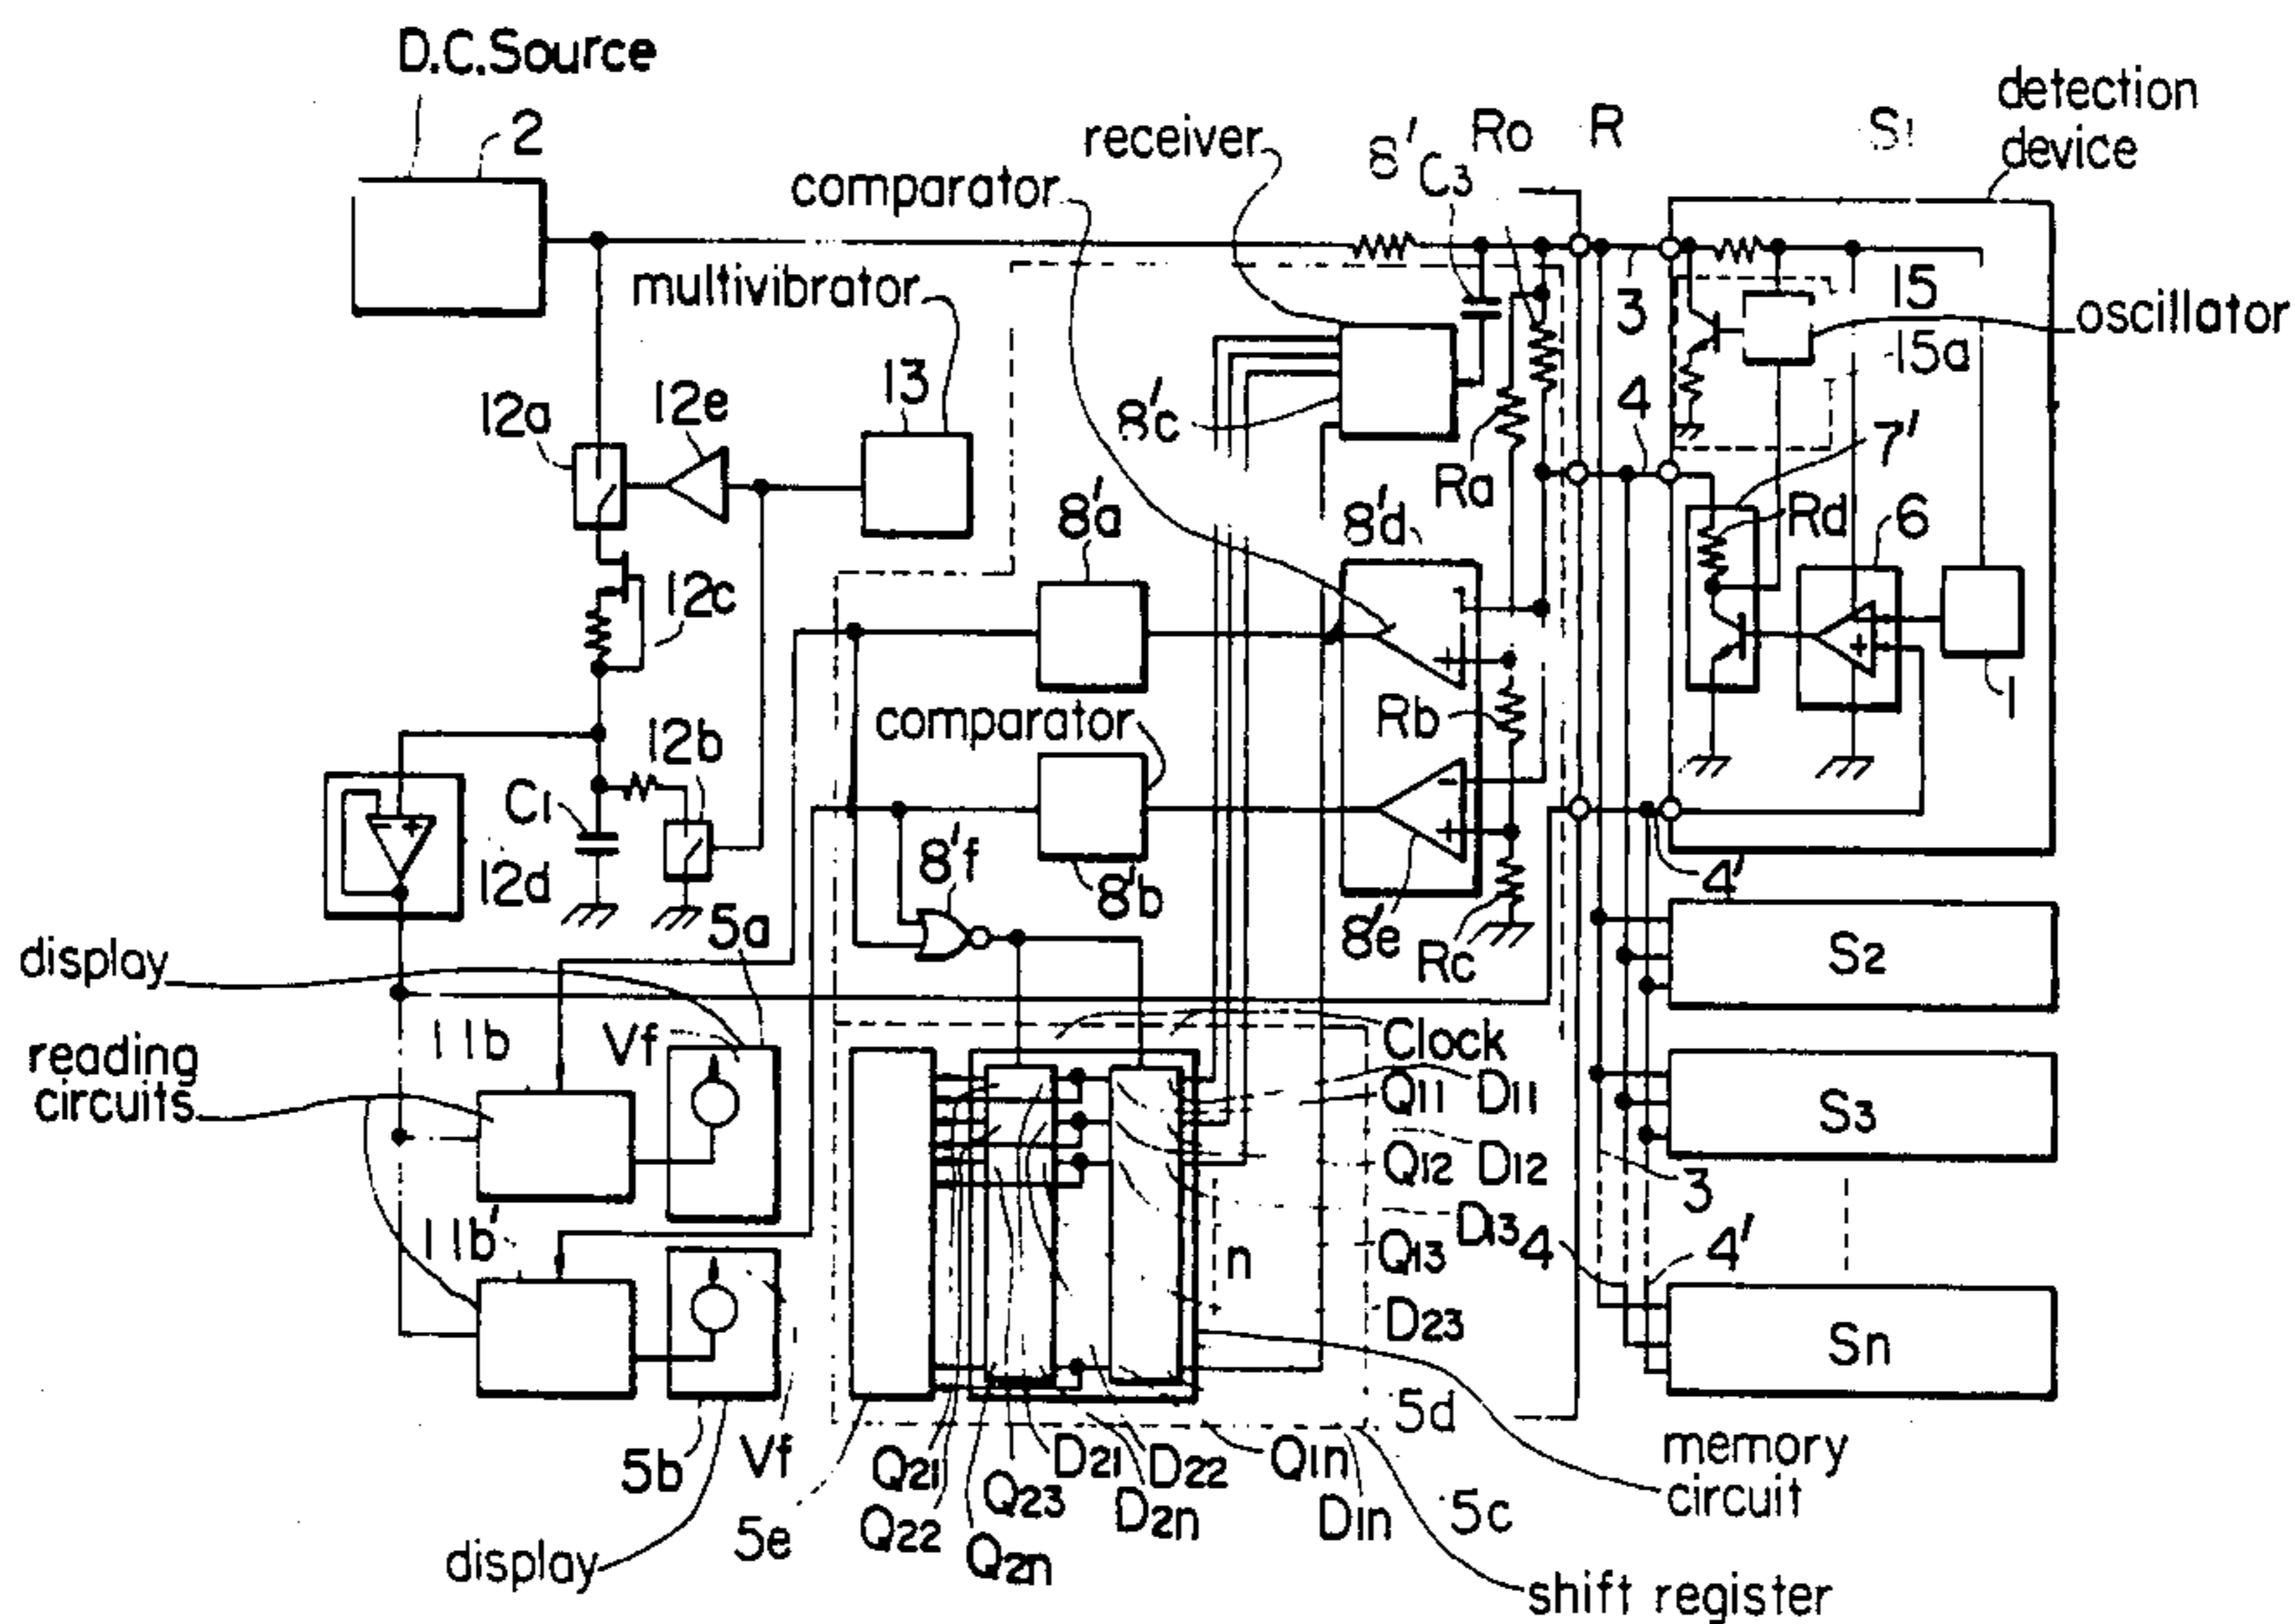 D.C. Source
2
receiver
8'
C3
Ro
R
S1
detection
device
comparator
multivibrator
3
15
15a
oscillator
13
12a
12e
8'c
4
7'
Ra
Rd
6
8'a
8'd
12c
1
comparator
Rb
12b
C1
12d
8'f
8'b
8'e
Rc
4'
5a
S2
display
11b
Vf
Clock
reading
circuits
Q11
D11
S3
Q12
D12
3
11b'
D13
4
4'
Q13
n
D23
Sn
5d
5b
Vf
Q21
Q23
D21
D22
Q1n
memory
circuit
5e
Q22
Q2n
D2n
D1n
5c
display
shift register
- +
+
- +
+